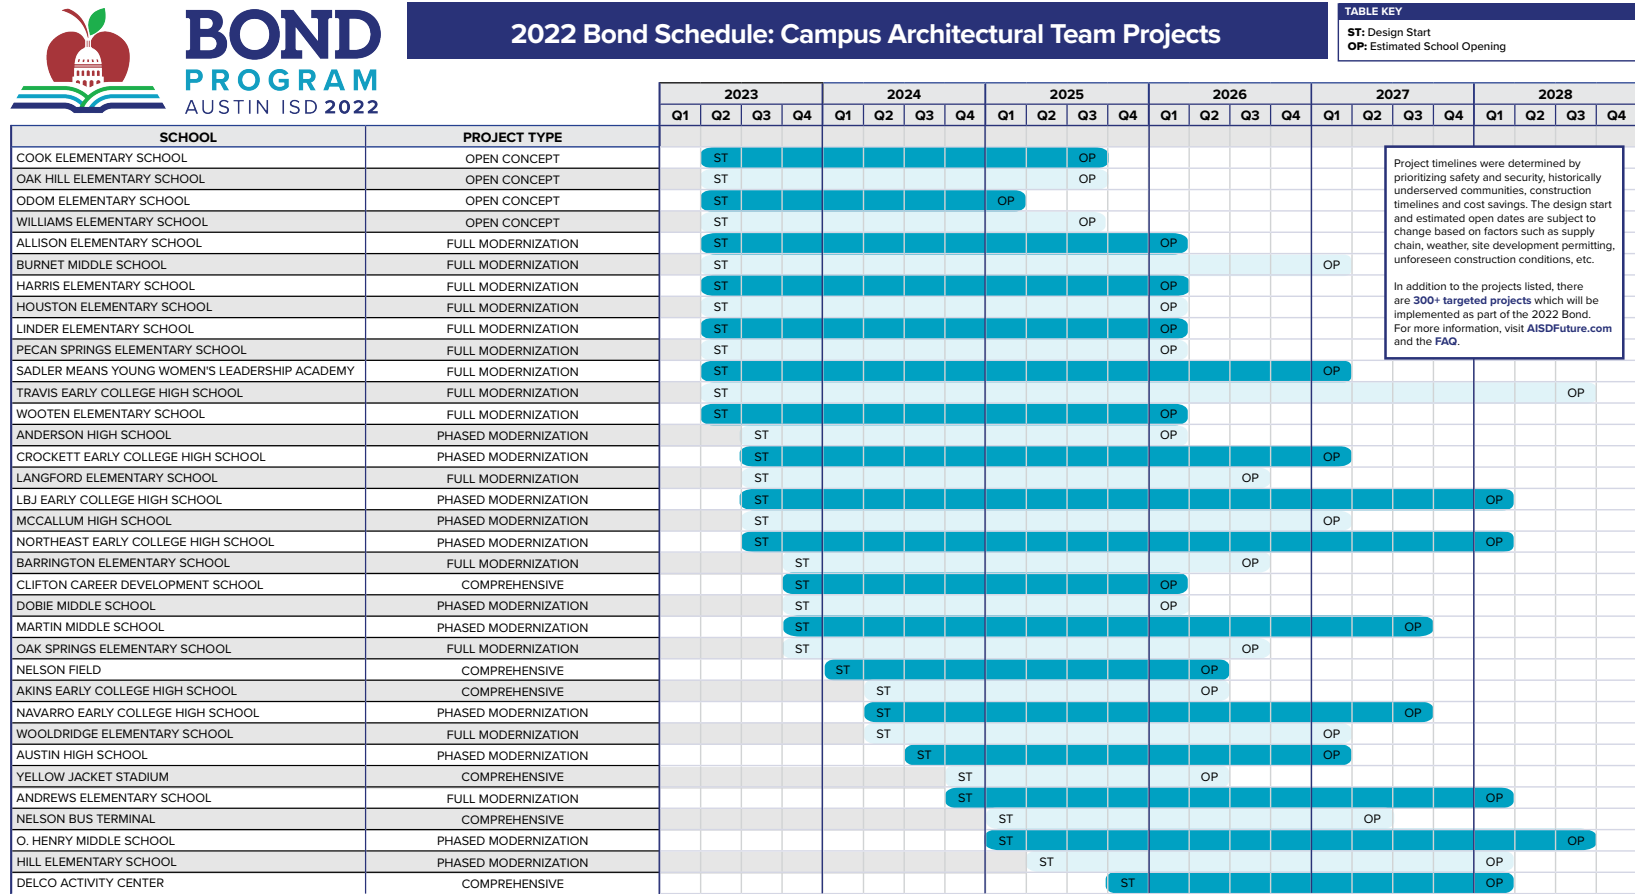 BOND
PROGRAM
AUSTIN ISD 2022
2022 Bond Schedule: Campus Architectural Team Projects
TABLE KEY
ST: Design Start
OP: Estimated School Opening
2023 2024 2025 2026 2027 2028
Q1 Q2 Q3 Q4 Q1 Q2 Q3 Q4 Q1 Q2 Q3 Q4 Q1 Q2 Q3 Q4 Q1 Q2 Q3 Q4 Q1 Q2 Q3 Q4
SCHOOL PROJECT TYPE
COOK ELEMENTARY SCHOOL OPEN CONCEPT ST OP
OAK HILL ELEMENTARY SCHOOL OPEN CONCEPT ST OP
ODOM ELEMENTARY SCHOOL OPEN CONCEPT ST OP
WILLIAMS ELEMENTARY SCHOOL OPEN CONCEPT ST OP
ALLISON ELEMENTARY SCHOOL FULL MODERNIZATION ST OP
BURNET MIDDLE SCHOOL FULL MODERNIZATION ST OP
HARRIS ELEMENTARY SCHOOL FULL MODERNIZATION ST OP
HOUSTON ELEMENTARY SCHOOL FULL MODERNIZATION ST OP
LINDER ELEMENTARY SCHOOL FULL MODERNIZATION ST OP
PECAN SPRINGS ELEMENTARY SCHOOL FULL MODERNIZATION ST OP
SADLER MEANS YOUNG WOMEN'S LEADERSHIP ACADEMY FULL MODERNIZATION ST OP
TRAVIS EARLY COLLEGE HIGH SCHOOL FULL MODERNIZATION ST OP
WOOTEN ELEMENTARY SCHOOL FULL MODERNIZATION ST OP
ANDERSON HIGH SCHOOL PHASED MODERNIZATION ST OP
CROCKETT EARLY COLLEGE HIGH SCHOOL PHASED MODERNIZATION ST OP
LANGFORD ELEMENTARY SCHOOL FULL MODERNIZATION ST OP
LBJ EARLY COLLEGE HIGH SCHOOL PHASED MODERNIZATION ST OP
MCCALLUM HIGH SCHOOL PHASED MODERNIZATION ST OP
NORTHEAST EARLY COLLEGE HIGH SCHOOL PHASED MODERNIZATION ST OP
BARRINGTON ELEMENTARY SCHOOL FULL MODERNIZATION ST OP
CLIFTON CAREER DEVELOPMENT SCHOOL COMPREHENSIVE ST OP
DOBIE MIDDLE SCHOOL PHASED MODERNIZATION ST OP
MARTIN MIDDLE SCHOOL PHASED MODERNIZATION ST OP
OAK SPRINGS ELEMENTARY SCHOOL FULL MODERNIZATION ST OP
NELSON FIELD COMPREHENSIVE ST OP
AKINS EARLY COLLEGE HIGH SCHOOL COMPREHENSIVE ST OP
NAVARRO EARLY COLLEGE HIGH SCHOOL PHASED MODERNIZATION ST OP
WOOLDRIDGE ELEMENTARY SCHOOL FULL MODERNIZATION ST OP
AUSTIN HIGH SCHOOL PHASED MODERNIZATION ST OP
YELLOW JACKET STADIUM COMPREHENSIVE ST OP
ANDREWS ELEMENTARY SCHOOL FULL MODERNIZATION ST OP
NELSON BUS TERMINAL COMPREHENSIVE ST OP
O. HENRY MIDDLE SCHOOL PHASED MODERNIZATION ST OP
HILL ELEMENTARY SCHOOL PHASED MODERNIZATION ST OP
DELCO ACTIVITY CENTER COMPREHENSIVE ST OP
Project timelines were determined by
prioritizing safety and security, historically
underserved communities, construction
timelines and cost savings. The design start
and estimated open dates are subject to
change based on factors such as supply
chain, weather, site development permitting,
unforeseen construction conditions, etc.
In addition to the projects listed, there
are 300+ targeted projects which will be
implemented as part of the 2022 Bond.
For more information, visit AISDFuture.com
and the FAQ.